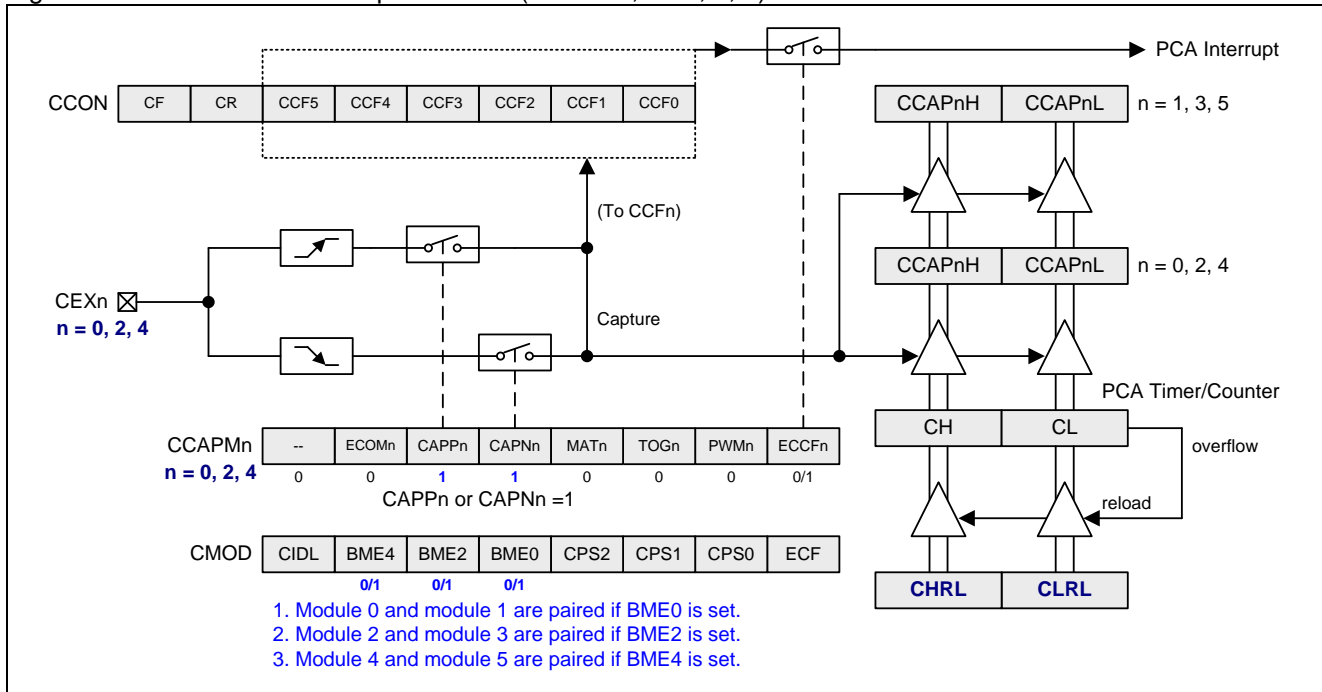 PCA Interrupt
CCON CF CR CCF5 CCF4 CCF3 CCF2 CCF1 CCF0
CCAPnH CCAPnL n = 1, 3, 5
(To CCFn)
CCAPnH CCAPnL n = 0, 2, 4
CEXn
n = 0, 2, 4
Capture
PCA Timer/Counter
CH CL
overflow
CCAPMn -- ECOMn CAPPn CAPNn MATn TOGn PWMn ECCFn
n = 0, 2, 4 0 0 1 1 0 0 0 0/1
CAPPn or CAPNn =1
reload
CMOD CIDL BME4 BME2 BME0 CPS2 CPS1 CPS0 ECF
0/1 0/1 0/1
CHRL CLRL
1. Module 0 and module 1 are paired if BME0 is set.
2. Module 2 and module 3 are paired if BME2 is set.
3. Module 4 and module 5 are paired if BME4 is set.